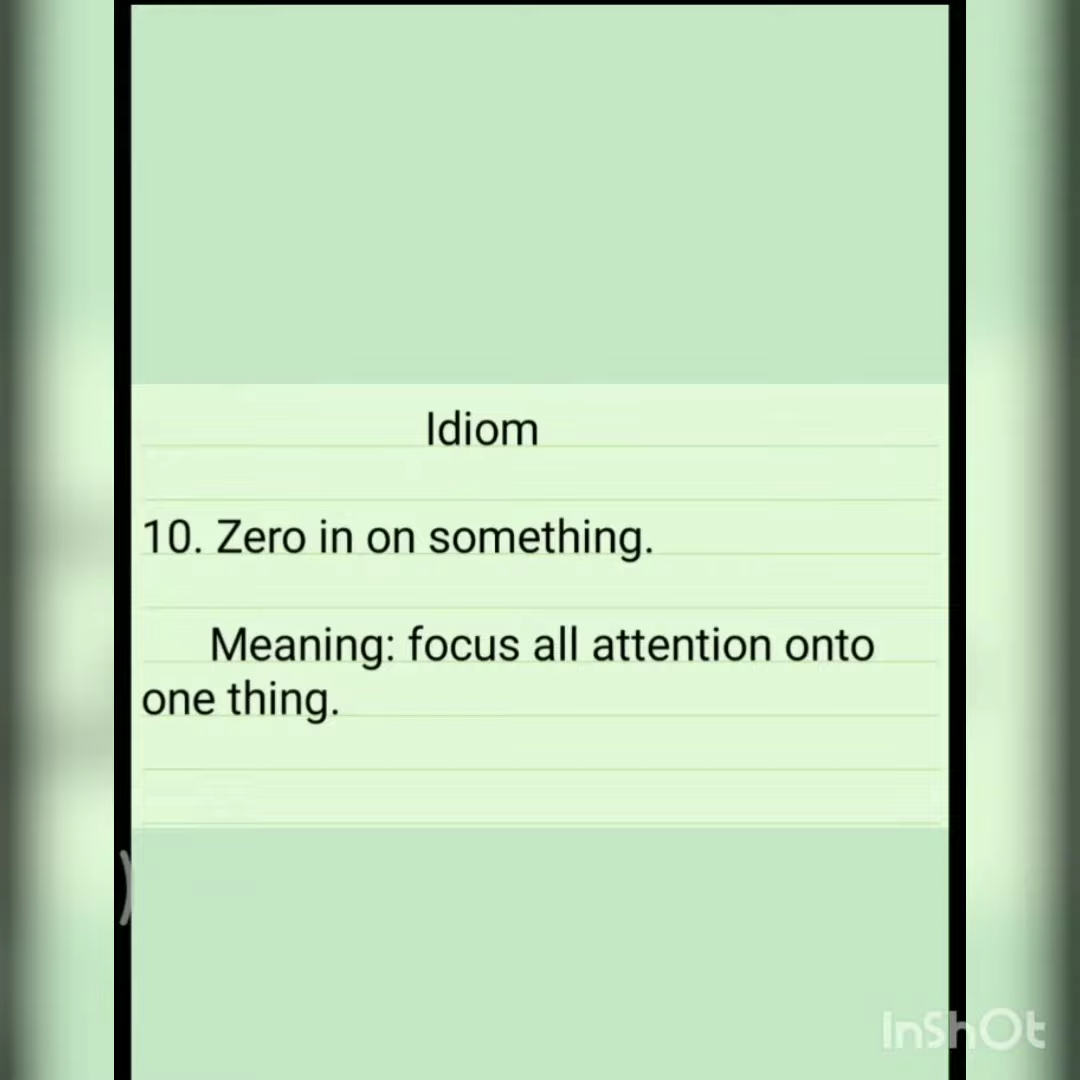 Idiom
10. Zero in on something.
Meaning: focus all attention onto
one thing.
InShOt